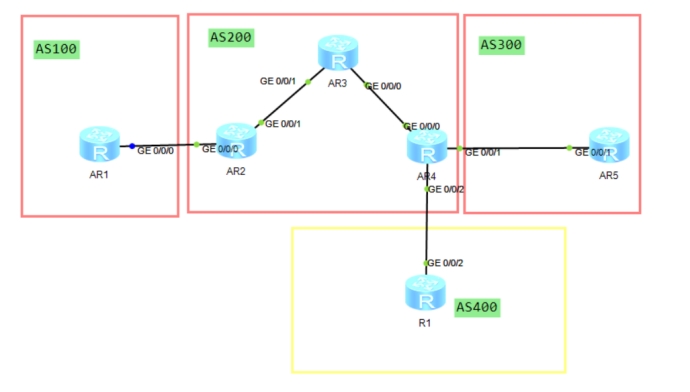 AS100
AS200
AS300
AR3
GE 0/0/1
GE 0/0/0
GE 0/0/1
GE 0/0/0
AR1
GE 0/0/0
GE 0/0/0
AR2
AR4
GE 0/0/1
GE 0/0/1
AR5
GE 0/0/2
GE 0/0/2
R1
AS400